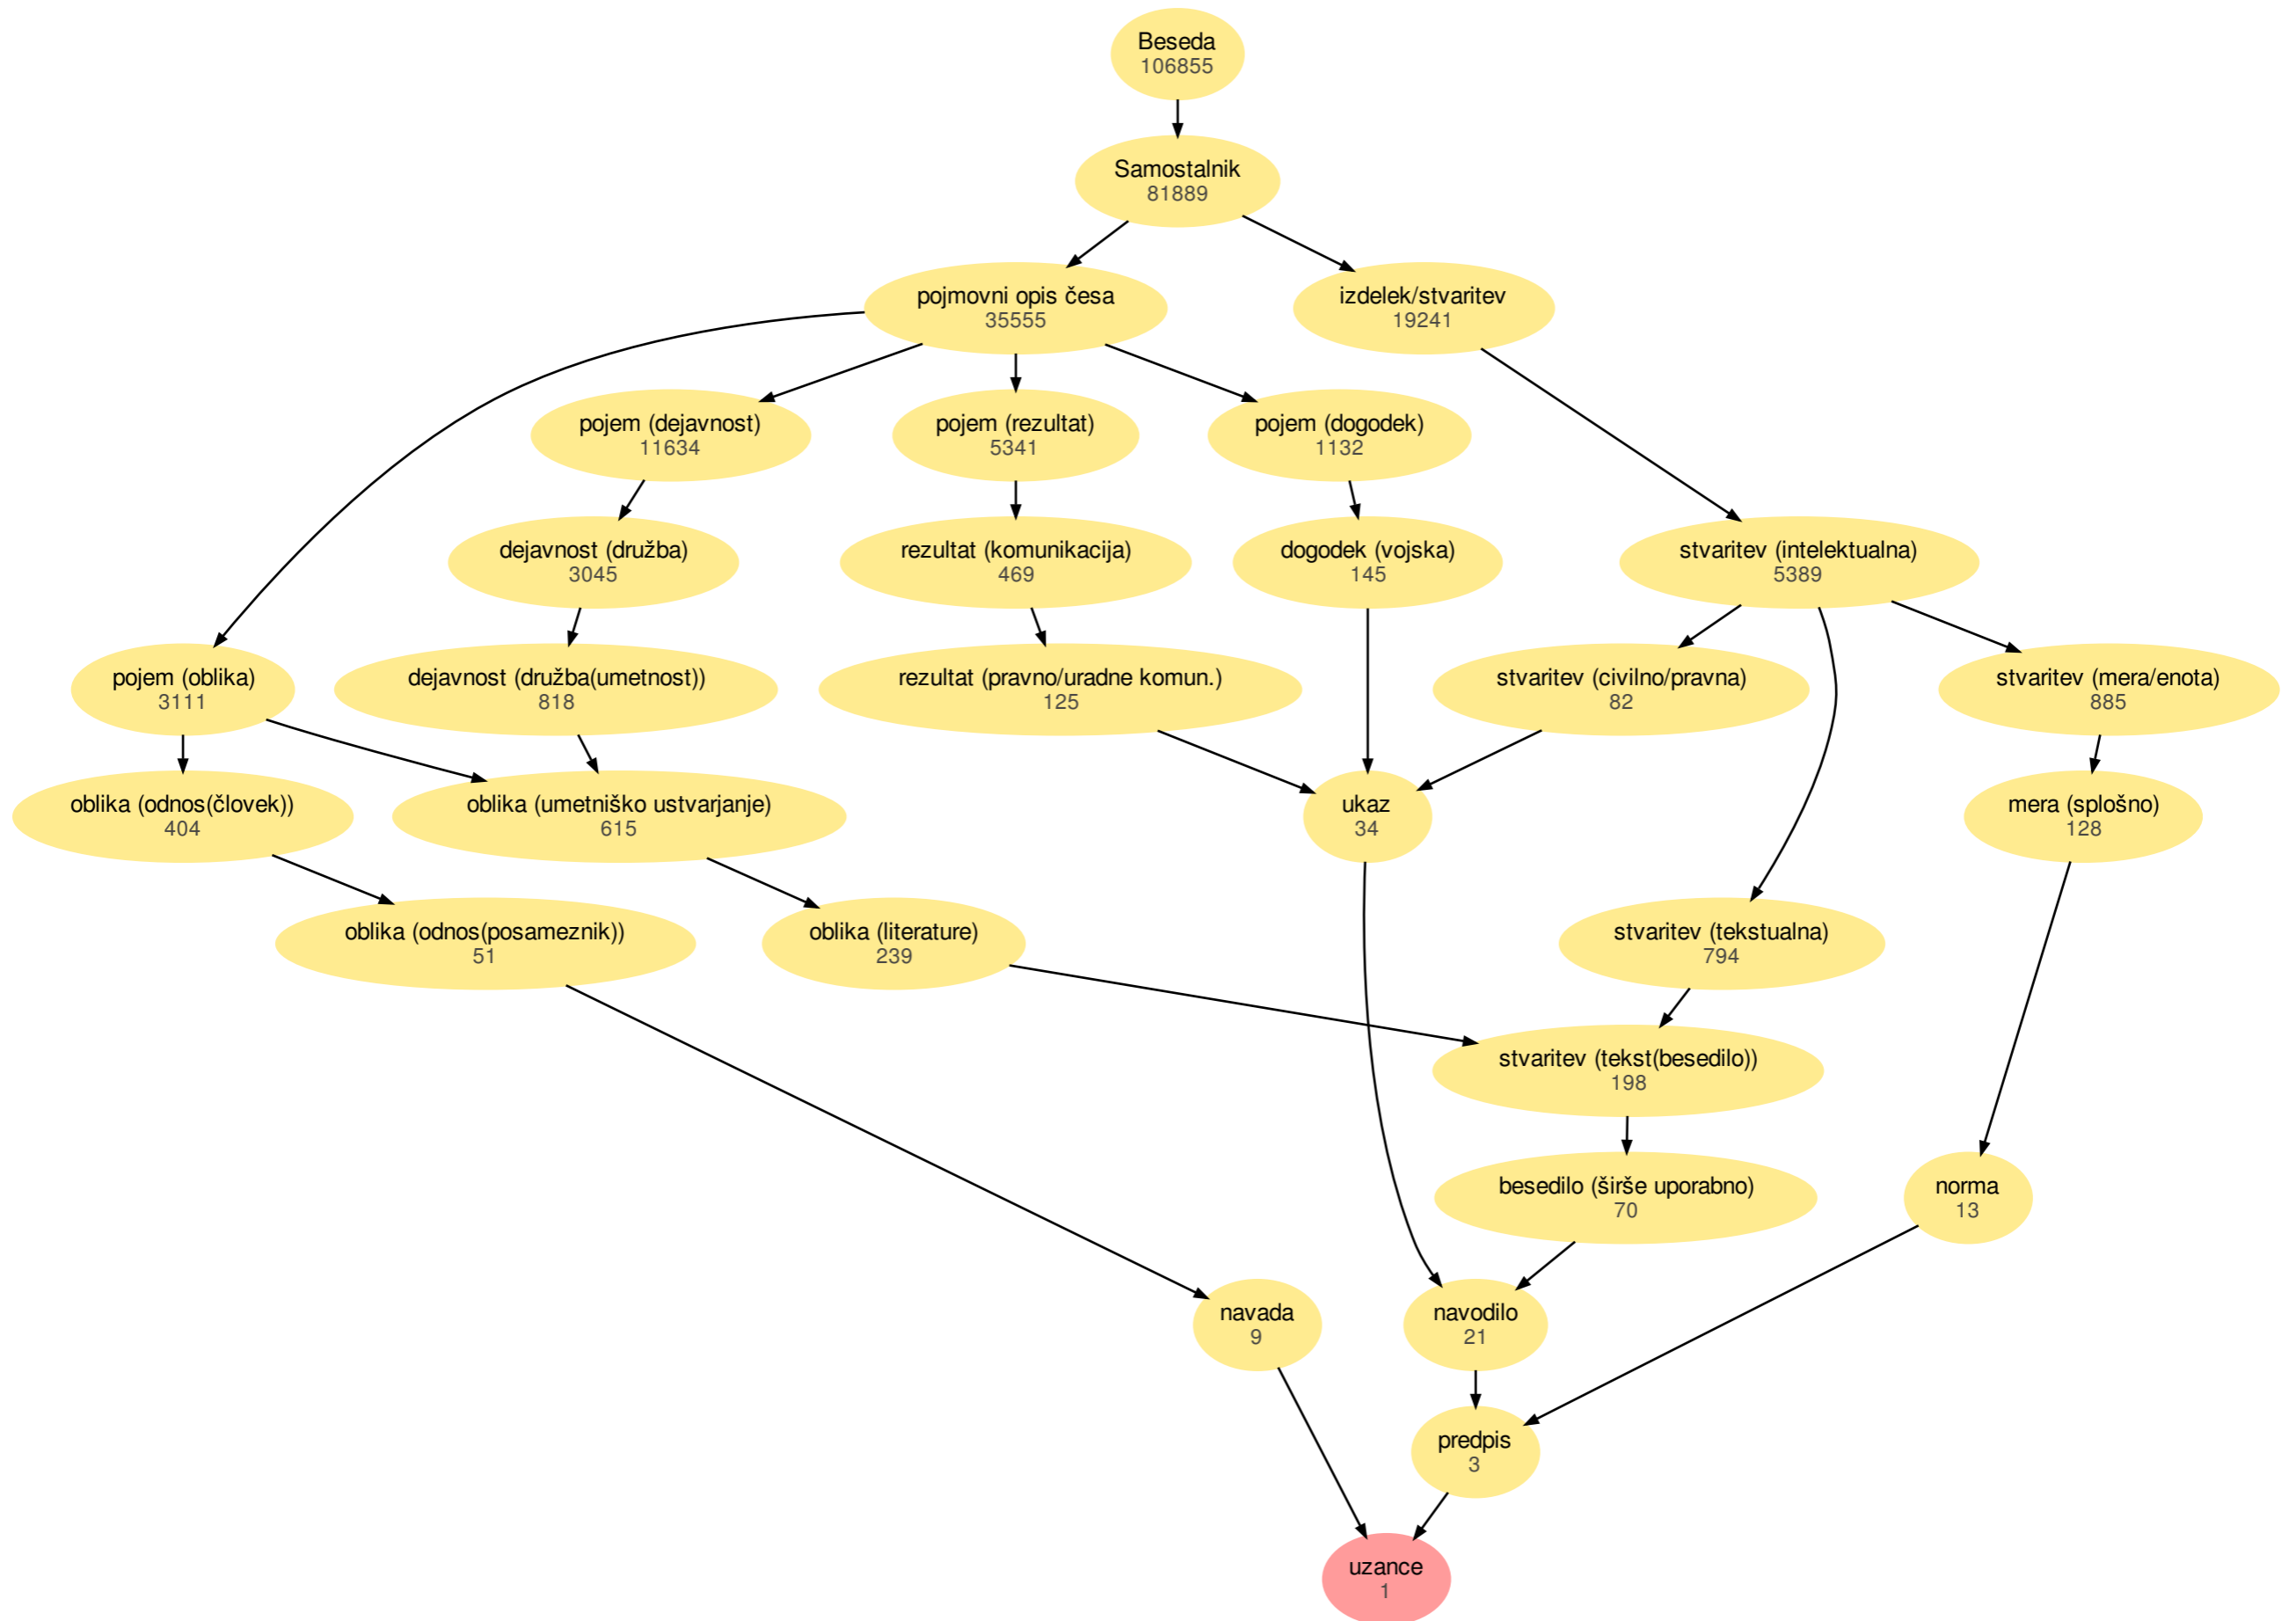 Beseda
106855
Samostalnik
81889
pojmovni opis česa
35555
izdelek/stvaritev
19241
pojem (dejavnost)
11634
pojem (rezultat)
5341
pojem (dogodek)
1132
dejavnost (družba)
3045
rezultat (komunikacija)
469
dogodek (vojska)
145
stvaritev (intelektualna)
5389
pojem (oblika)
3111
dejavnost (družba(umetnost))
818
rezultat (pravno/uradne komun.)
125
stvaritev (civilno/pravna)
82
stvaritev (mera/enota)
885
oblika (odnos(človek))
404
oblika (umetniško ustvarjanje)
615
ukaz
34
mera (splošno)
128
oblika (odnos(posameznik))
51
oblika (literature)
239
stvaritev (tekstualna)
794
stvaritev (tekst(besedilo))
198
besedilo (širše uporabno)
70
norma
13
navada
9
navodilo
21
predpis
3
uzance
1